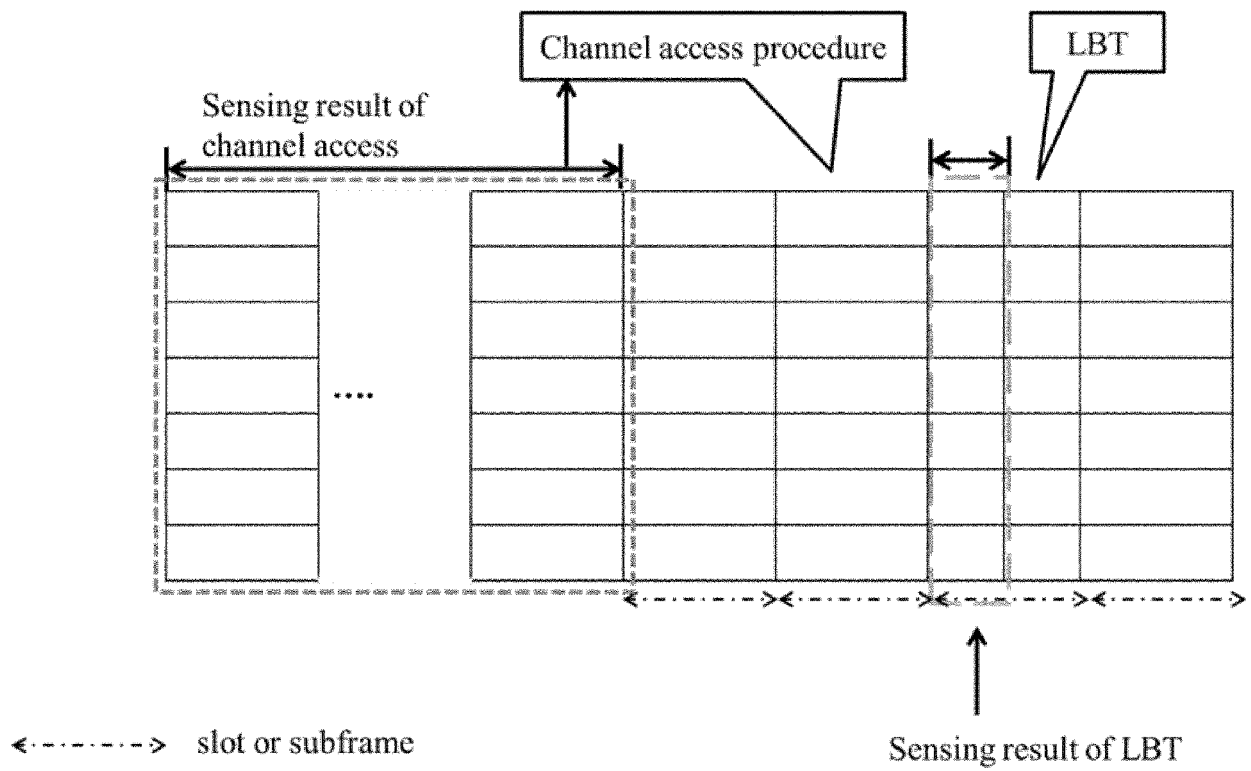 Channel access procedure
LBT
Sensing result of
channel access
....
slot or subframe
Sensing result of LBT